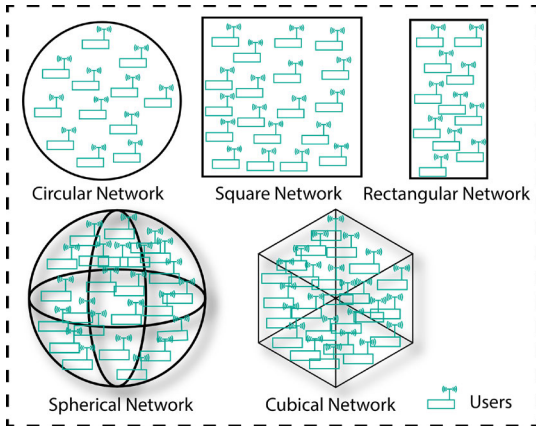 Circular Network
Square Network
Rectangular Network
Spherical Network
Cubical Network
Users